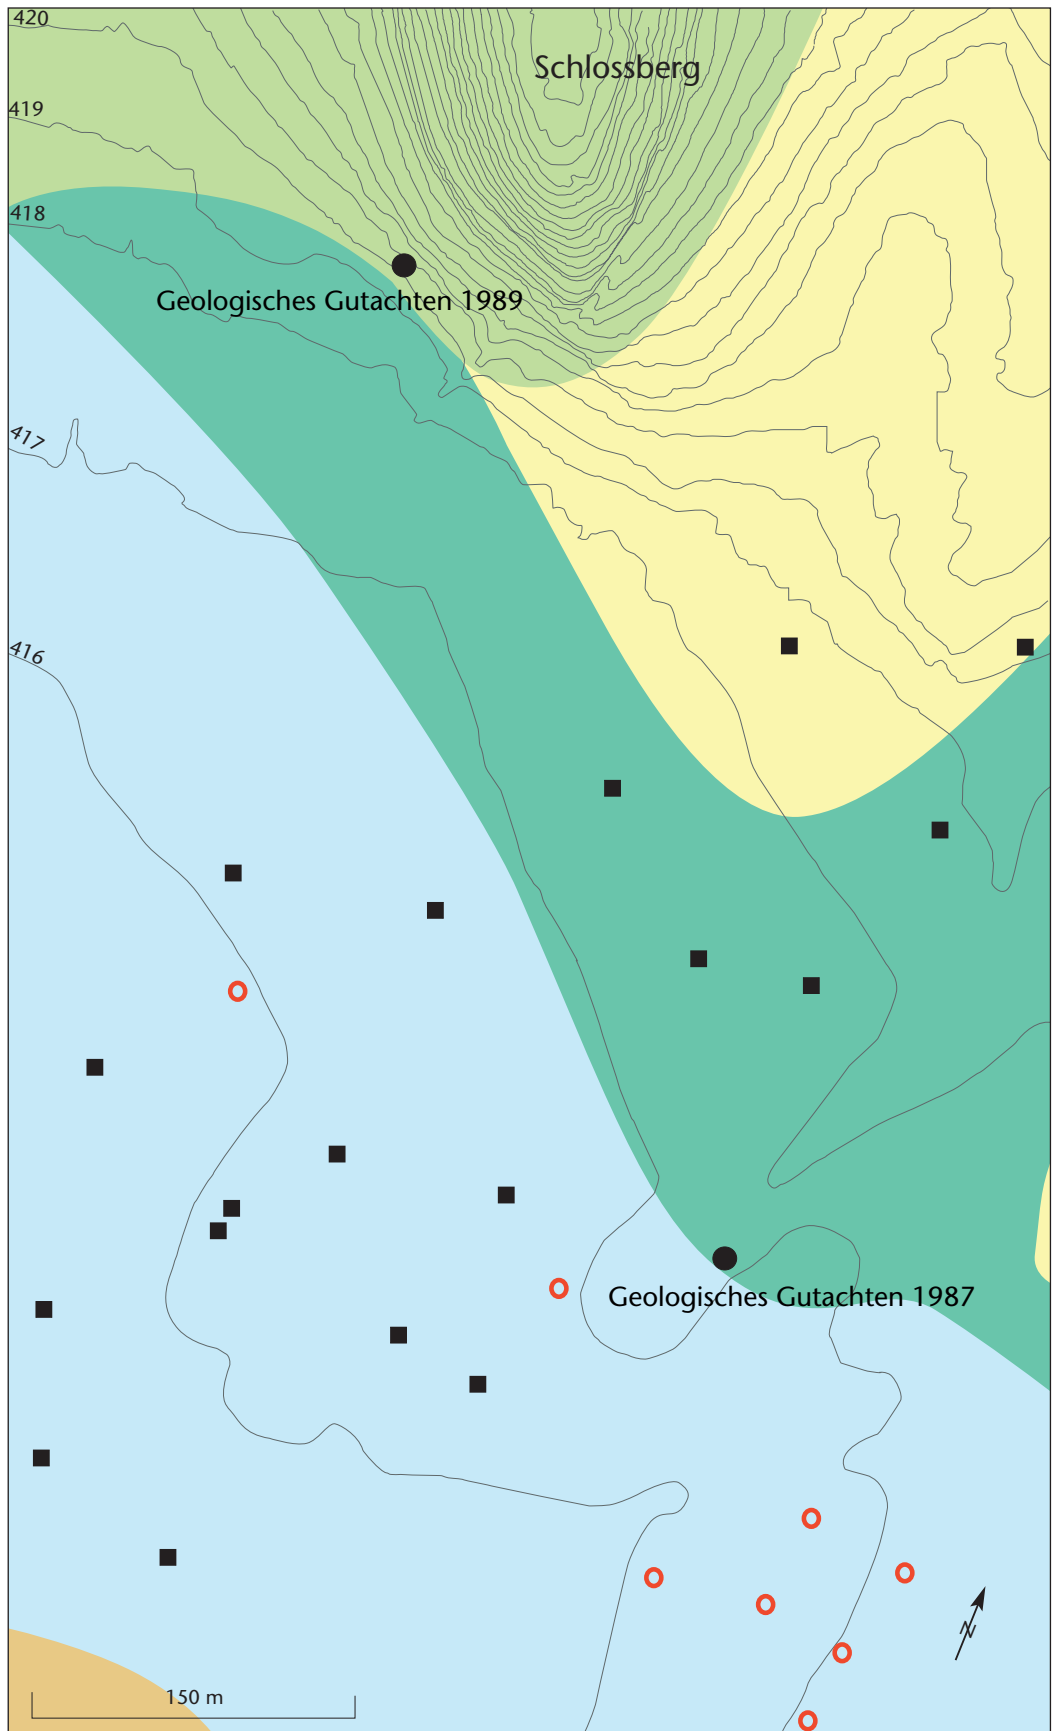 420
Schlossberg
419
418
Geologisches Gutachten 1989
417
416
Geologisches Gutachten 1987
N
150 m